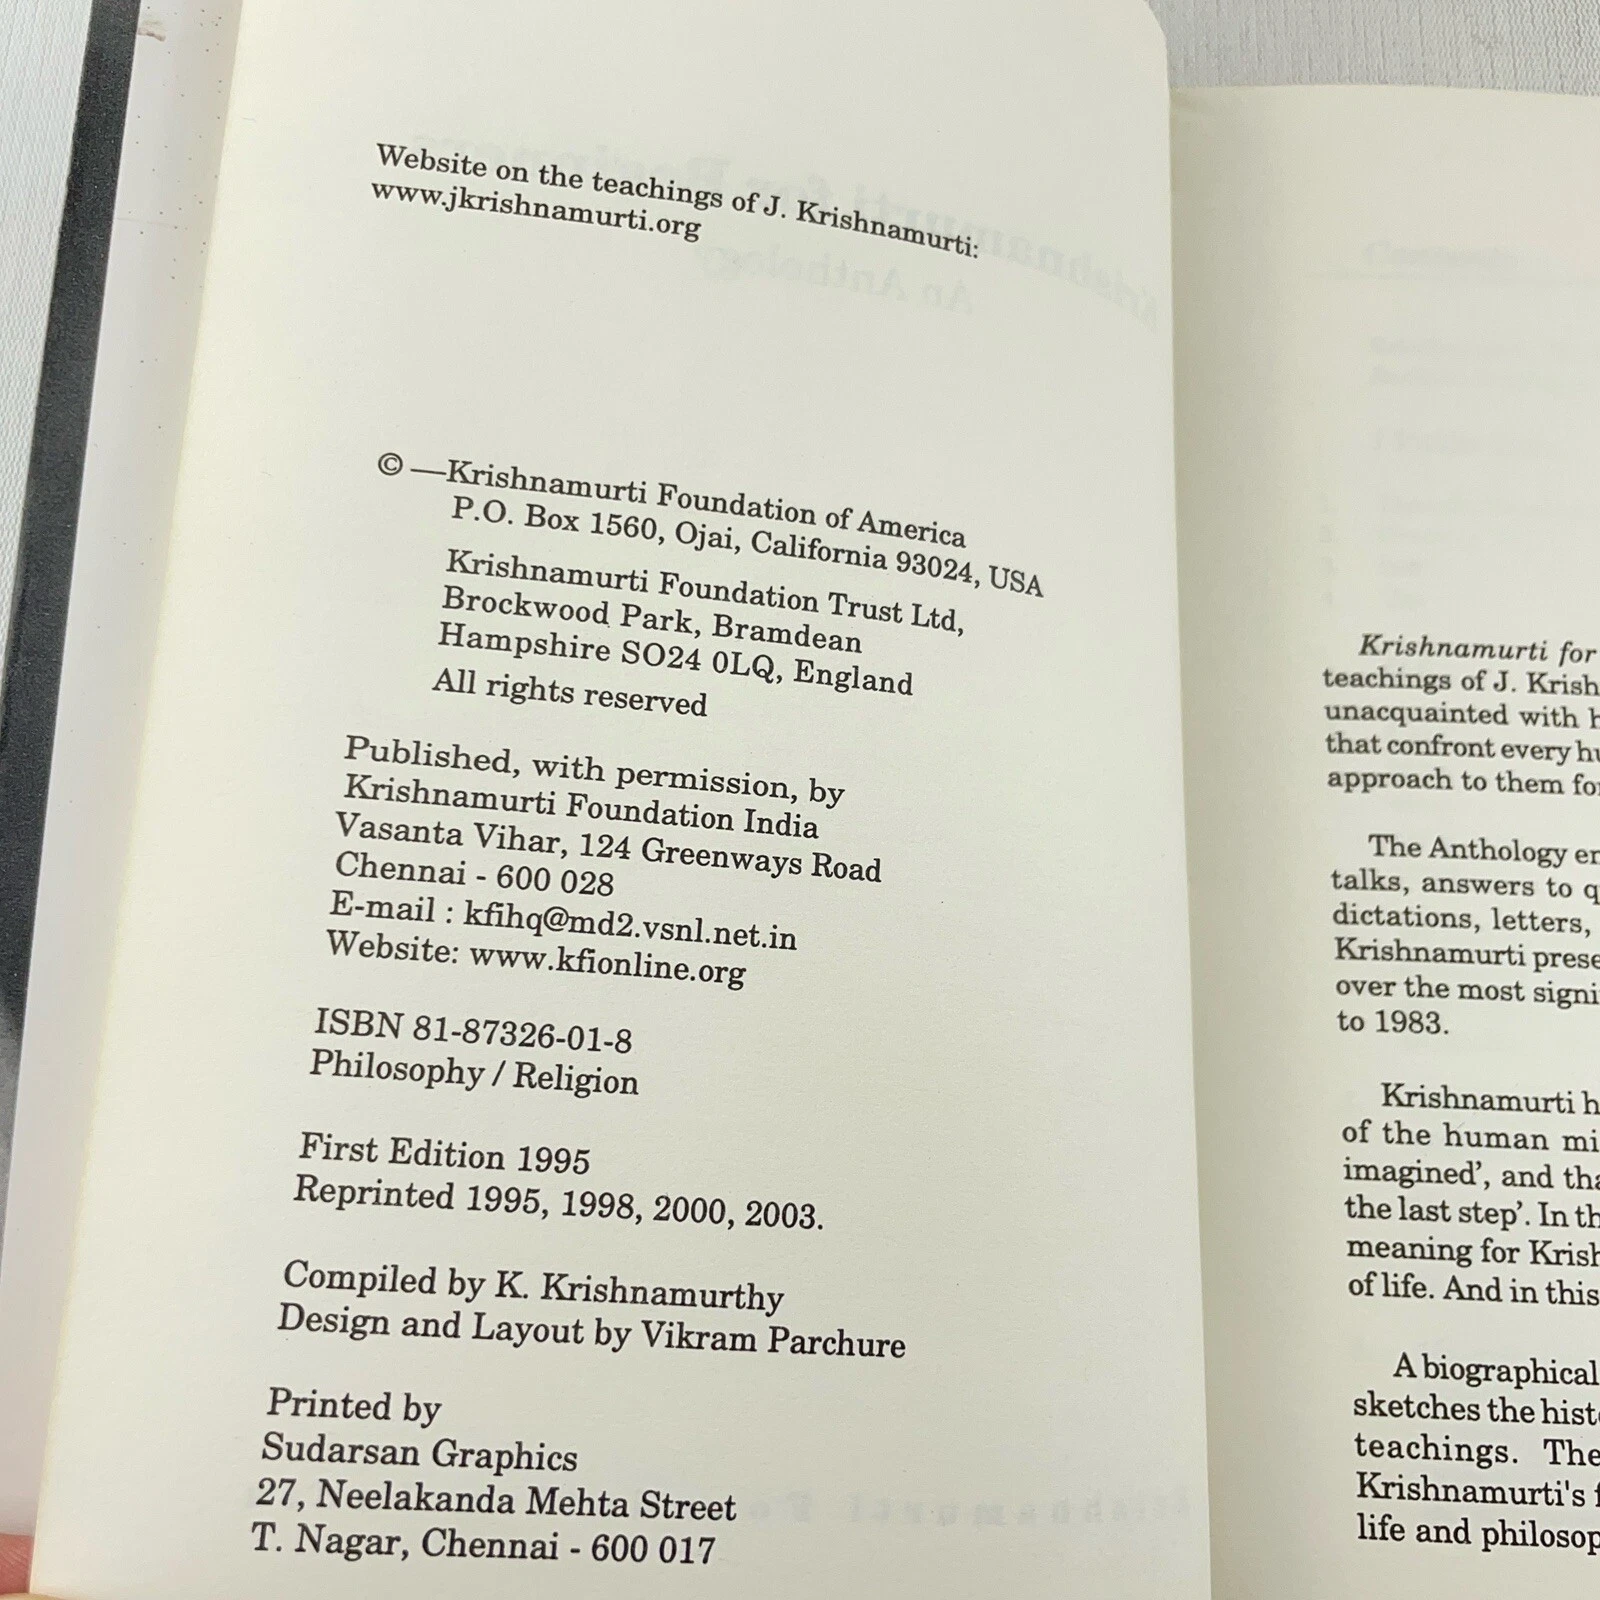 Website on the teachings of J. Krishnamurti:
www.jkrishnamurti.org
© —Krishnamurti Foundation of America
P.O. Box 1560, Ojai, California 93024, USA
Krishnamurti Foundation Trust Ltd,
Brockwood Park, Bramdean
Hampshire SO24 0LQ, England
All rights reserved
Published, with permission, by
Krishnamurti Foundation India
Vasanta Vihar, 124 Greenways Road
Chennai - 600 028
E-mail : kfihq@md2.vsnl.net.in
Website: www.kfionline.org
ISBN 81-87326-01-8
Philosophy / Religion
First Edition 1995
Reprinted 1995, 1998, 2000, 2003.
Compiled by K. Krishnamurthy
Design and Layout by Vikram Parchure
Printed by
Sudarsan Graphics
27, Neelakanda Mehta Street
T. Nagar, Chennai - 600 017
Krishnamurti for
teachings of J. Krish
unacquainted with h
that confront every hu
approach to them for
The Anthology en
talks, answers to q
dictations, letters,
Krishnamurti prese
over the most signi
to 1983.
Krishnamurti h
of the human mi
imagined’, and tha
the last step’. In th
meaning for Krish
of life. And in this
A biographical
sketches the histo
teachings. The
Krishnamurti's f
life and philosop